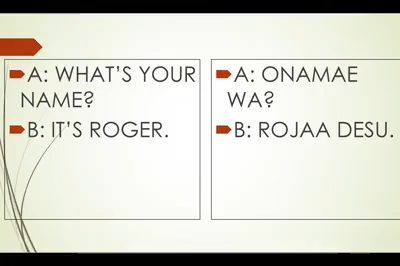 A: WHAT'S YOUR
NAME?
B: IT'S ROGER.
A: ONAMAE
WA?
B: ROJAA DESU.